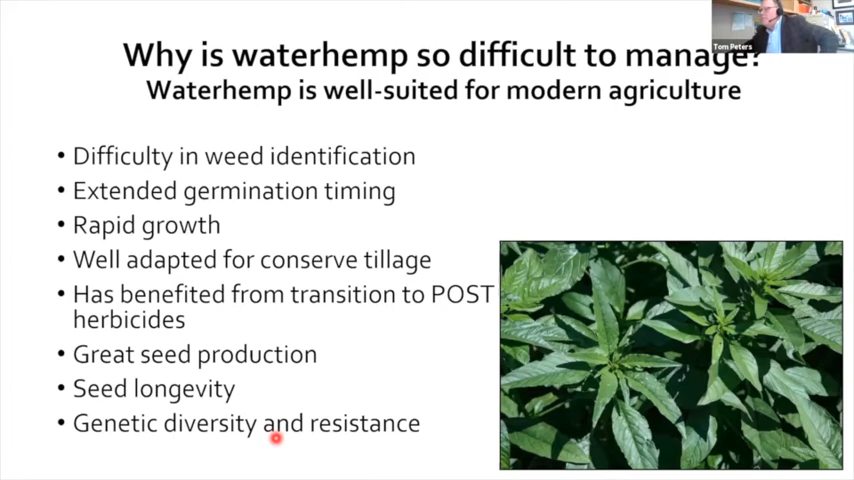 Tom Peters
Why is waterhemp so difficult to manage?
Waterhemp is well-suited for modern agriculture
• Difficulty in weed identification
• Extended germination timing
• Rapid growth
• Well adapted for conserve tillage
• Has benefited from transition to POST
herbicides
• Great seed production
• Seed longevity
• Genetic diversity and resistance